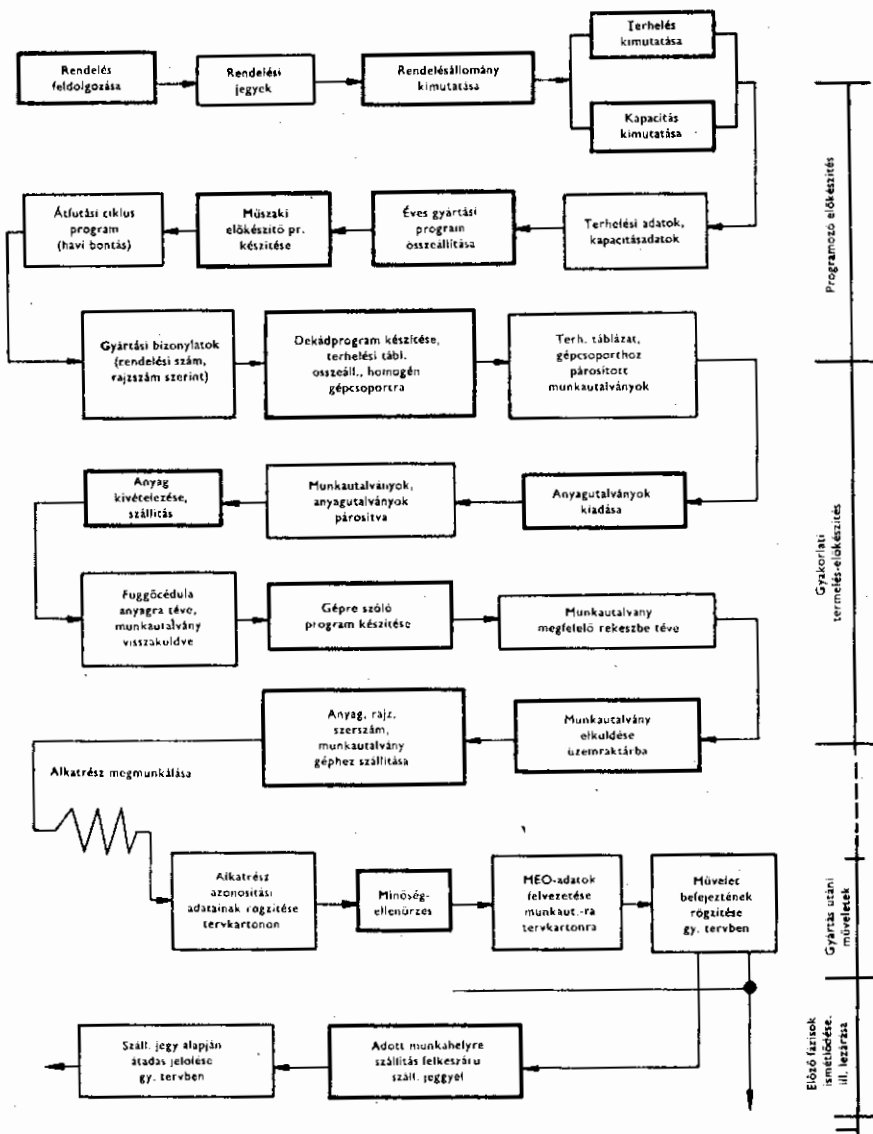 Rendelés
feldolgozása
Rendelési
jegyek
Rendelésállomány
kimutatása
Terhelés
kimutatása
Kapacitás
kimutatása
Átfutási ciklus
program
(havi bontás)
Műszaki
előkészítő pr.
készítése
Éves gyártási
program
összeállítása
Terhelési adatok,
kapacitásadatok
Gyártási bizonylatok
(rendelési szám,
rajzszám szerint)
Dekádprogram készítése,
terhelési tábl.
összeáll., homogén
gépcsoportra
Terh. táblázat,
gépcsoporthoz
párosított
munkautalványok
Anyag
kivételezése,
szállítás
Munkautalványok,
anyagutalványok
párosítva
Anyagutalványok
kiadása
Fuggőcédula
anyagra téve,
munkautalvány
visszaküldve
Gépre szóló
program készítése
Munkautalvany
megfelelő rekeszbe téve
Anyag, rajz,
szerszám,
munkautalvány
géphez szállítása
Munkautalvány
elküldése
üzemraktárba
Alkatrész megmunkálása
Alkatrész
azonosítási
adatainak rögzítése
tervkartonon
Minőség-
ellenőrzés
MEO-adatok
felvezetése
munkaut.-ra
tervkartonra
Művelet
befejeztének
rögzítése
gy. tervben
Száll. jegy alapján
átadás jelölése
gy. tervben
Adott munkahelyre
szállítás félkészáru
száll. jeggyel
Programozó előkészítés
Gyakorlati
termelés-előkészítés
Gyártás utáni
műveletek
Előző fázisok
ismétlődése,
ill. lezárása